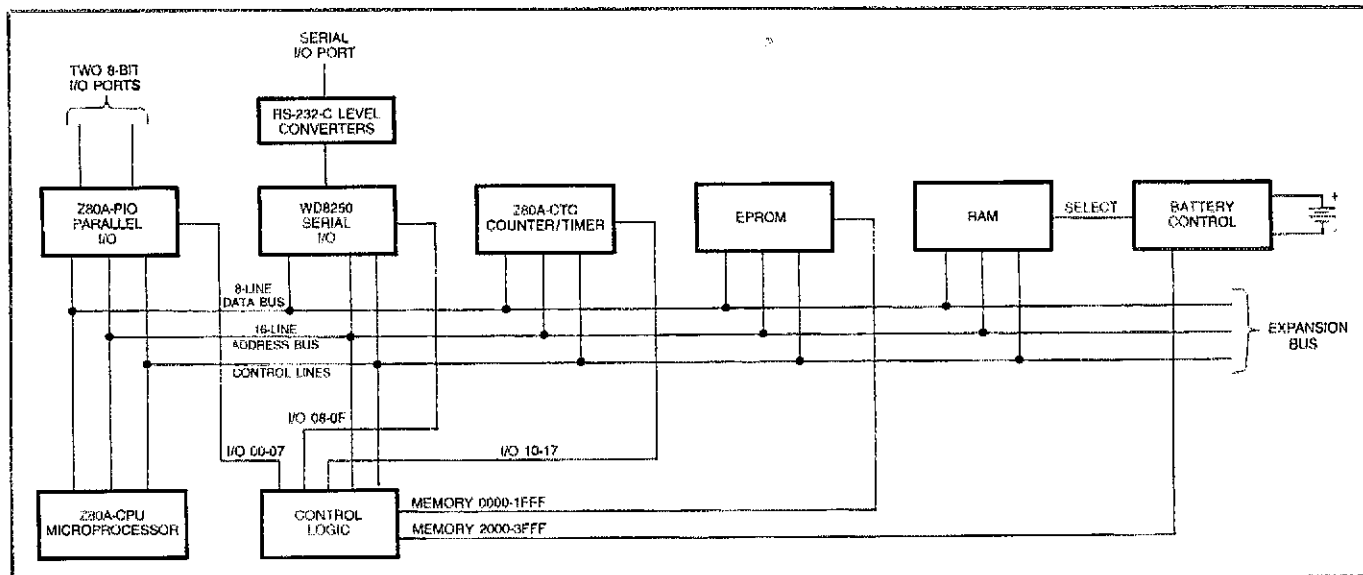 SERIAL
I/O PORT
TWO 8-BIT
I/O PORTS
RS-232-C LEVEL
CONVERTERS
Z80A-PIO
PARALLEL
I/O
WD8250
SERIAL
I/O
Z80A-CTC
COUNTER/TIMER
EPROM
RAM
SELECT
BATTERY
CONTROL
+
-
8-LINE
DATA BUS
16-LINE
ADDRESS BUS
CONTROL LINES
EXPANSION
BUS
I/O 08-0F
I/O 00-07
I/O 10-17
Z80A-CPU
MICROPROCESSOR
CONTROL
LOGIC
MEMORY 0000-1FFF
MEMORY 2000-3FFF